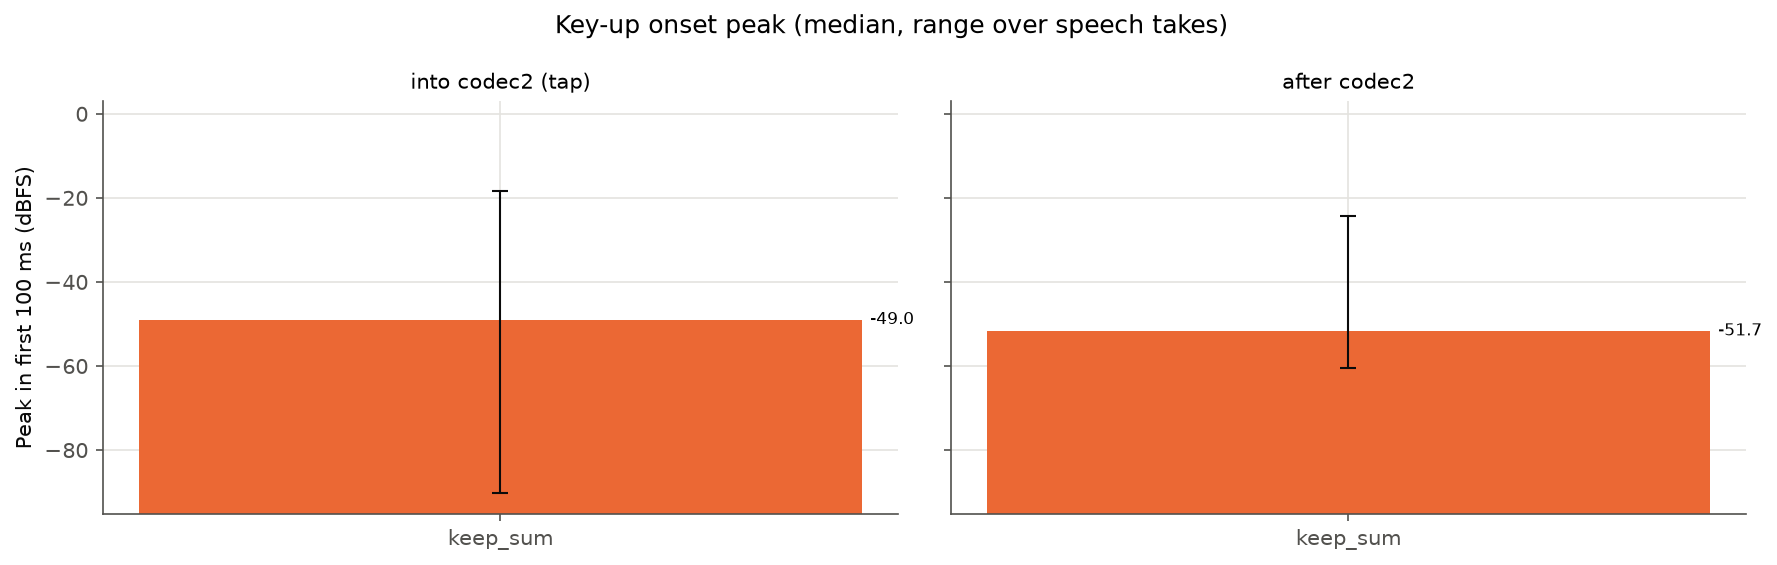 Key-up onset peak (median, range over speech takes)
into codec2 (tap)
after codec2
Peak in first 100 ms (dBFS)
0
−20
−40
−60
−80
-49.0
-51.7
keep_sum
keep_sum